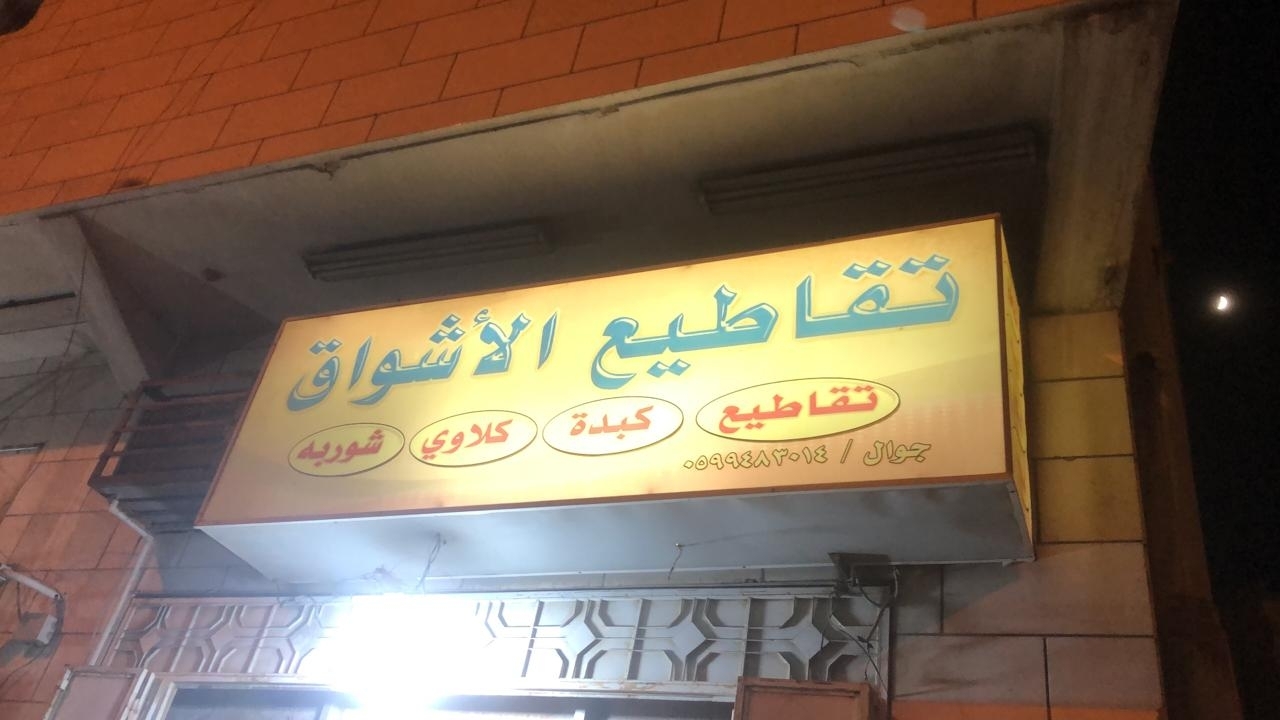 تقاطيع الأشواق
تقاطيع كبدة كلاوي شوربه
جوال / ٠٥٩٩٤٨٣٠١٤